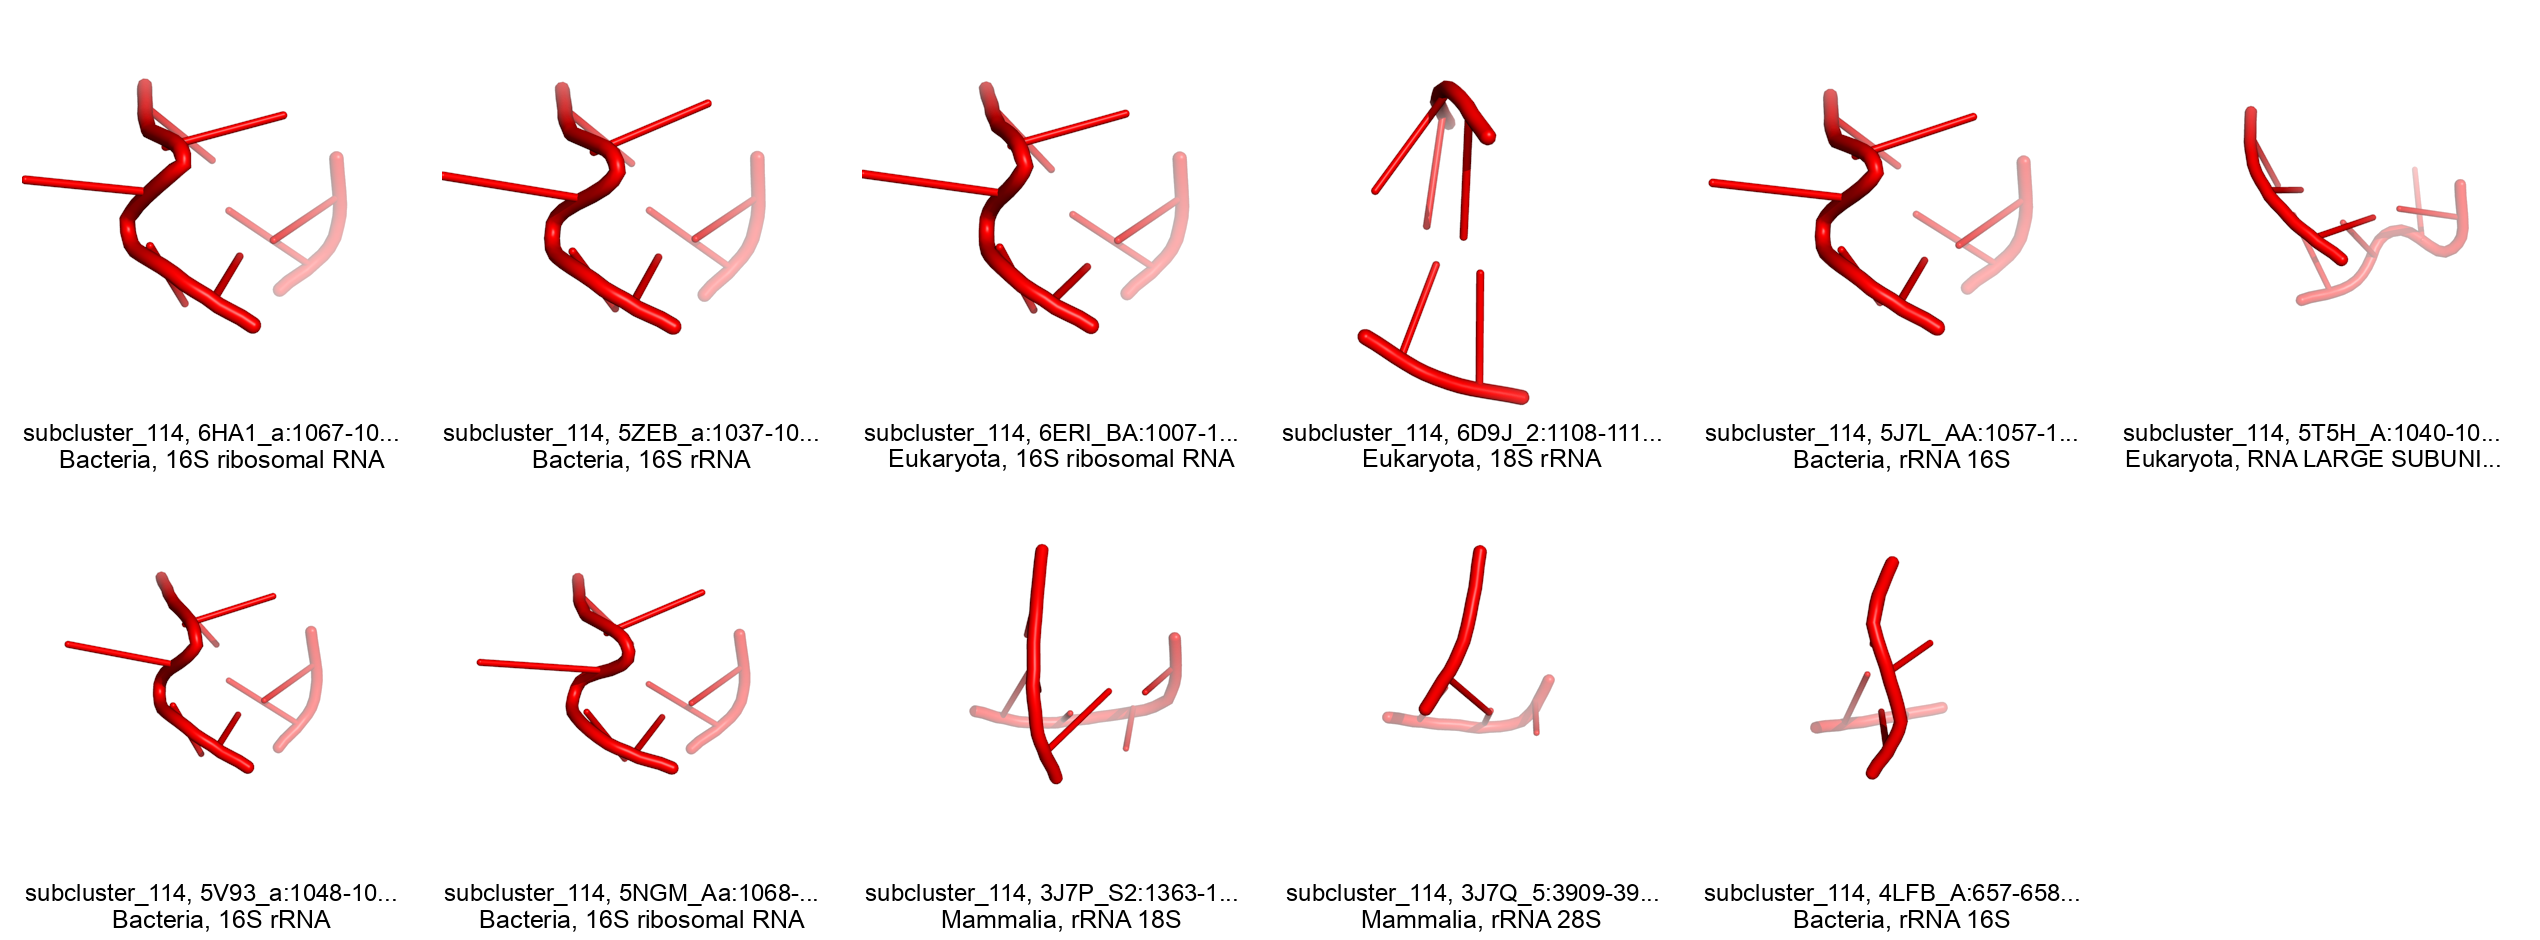 subcluster_114, 6HA1_a:1067-10...
Bacteria, 16S ribosomal RNA
subcluster_114, 5ZEB_a:1037-10...
Bacteria, 16S rRNA
subcluster_114, 6ERI_BA:1007-1...
Eukaryota, 16S ribosomal RNA
subcluster_114, 6D9J_2:1108-111...
Eukaryota, 18S rRNA
subcluster_114, 5J7L_AA:1057-1...
Bacteria, rRNA 16S
subcluster_114, 5T5H_A:1040-10...
Eukaryota, RNA LARGE SUBUNI...
subcluster_114, 5V93_a:1048-10...
Bacteria, 16S rRNA
subcluster_114, 5NGM_Aa:1068-...
Bacteria, 16S ribosomal RNA
subcluster_114, 3J7P_S2:1363-1...
Mammalia, rRNA 18S
subcluster_114, 3J7Q_5:3909-39...
Mammalia, rRNA 28S
subcluster_114, 4LFB_A:657-658...
Bacteria, rRNA 16S